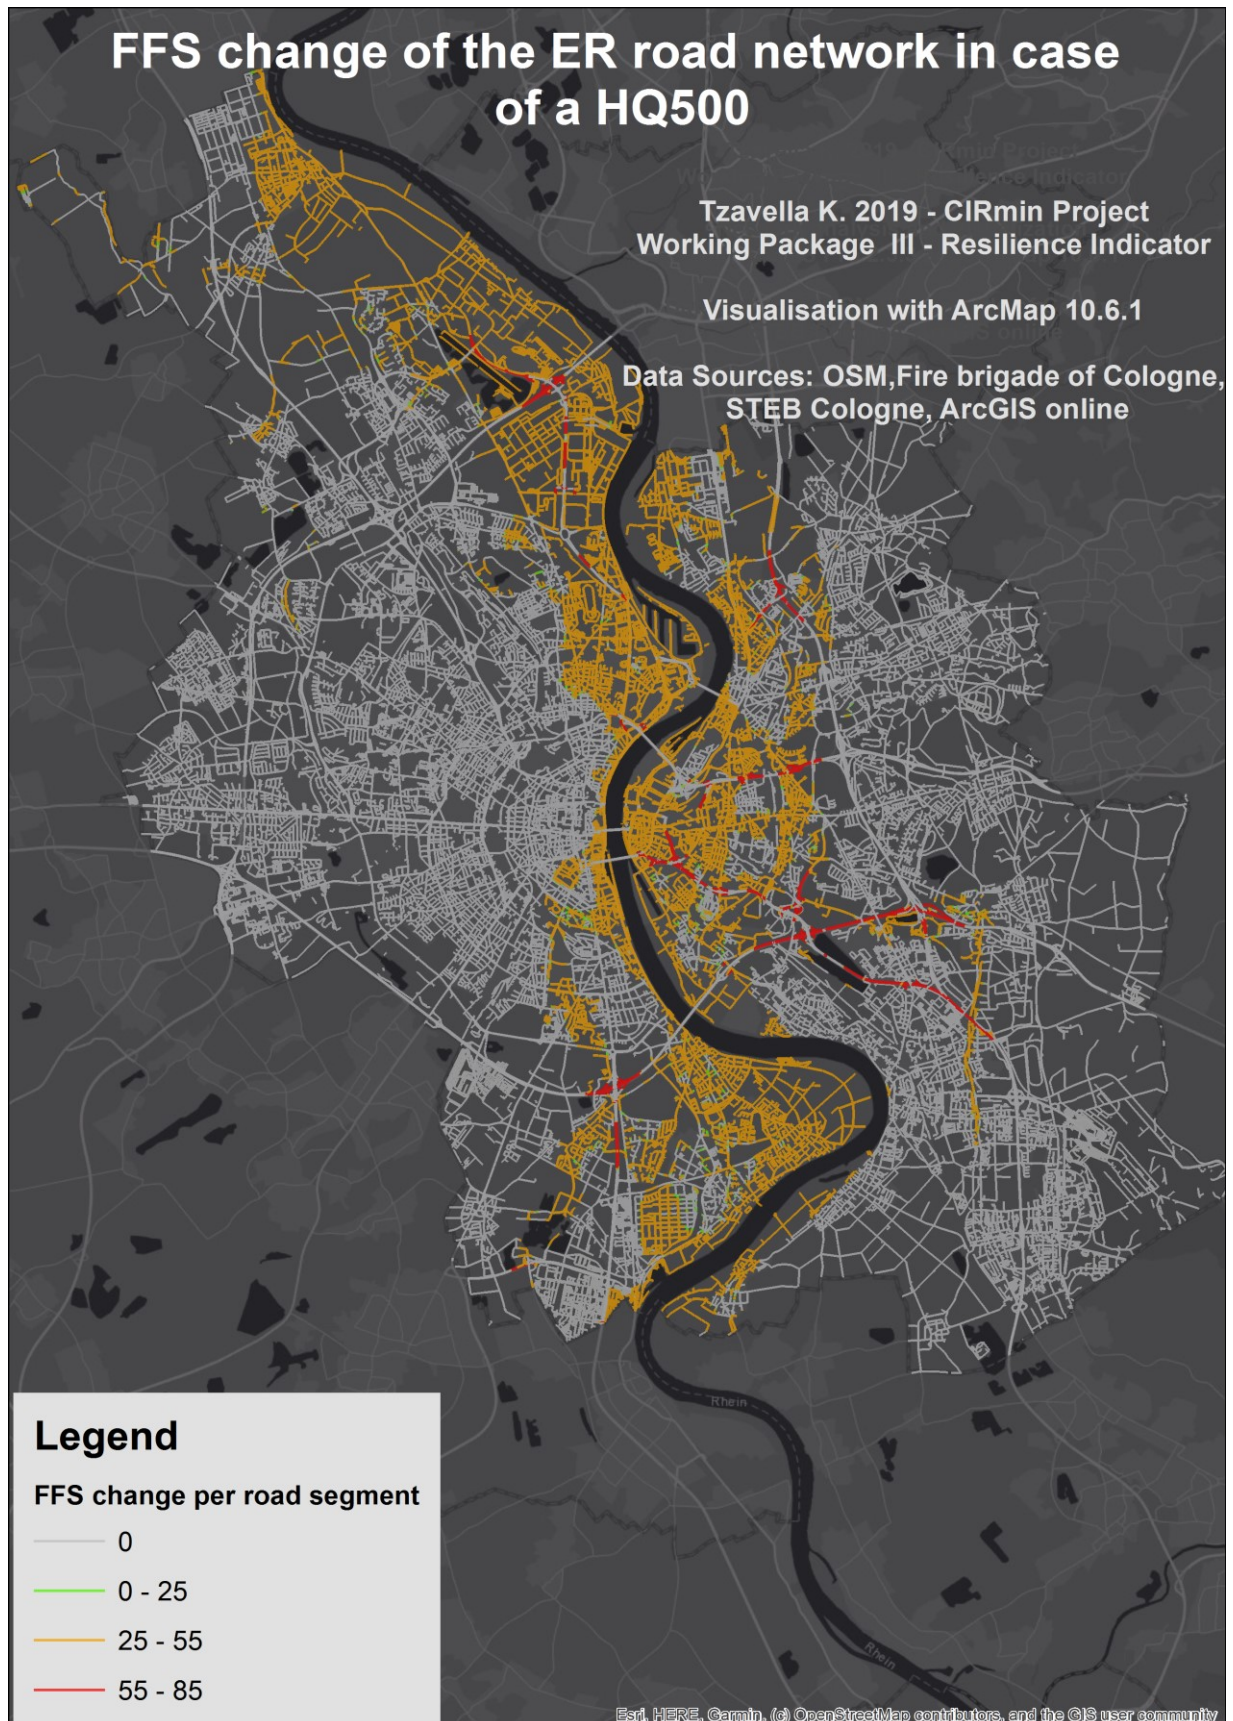 FFS change of the ER road network in case
of a HQ500
Tzavella K. 2019 - CIRmin Project
Working Package III - Resilience Indicator
Visualisation with ArcMap 10.6.1
Data Sources: OSM,Fire brigade of Cologne,
STEB Cologne, ArcGIS online
Rhein
Rhein
Legend
FFS change per road segment
0
0 - 25
25 - 55
55 - 85
Esri, HERE, Garmin, (c) OpenStreetMap contributors, and the GIS user community